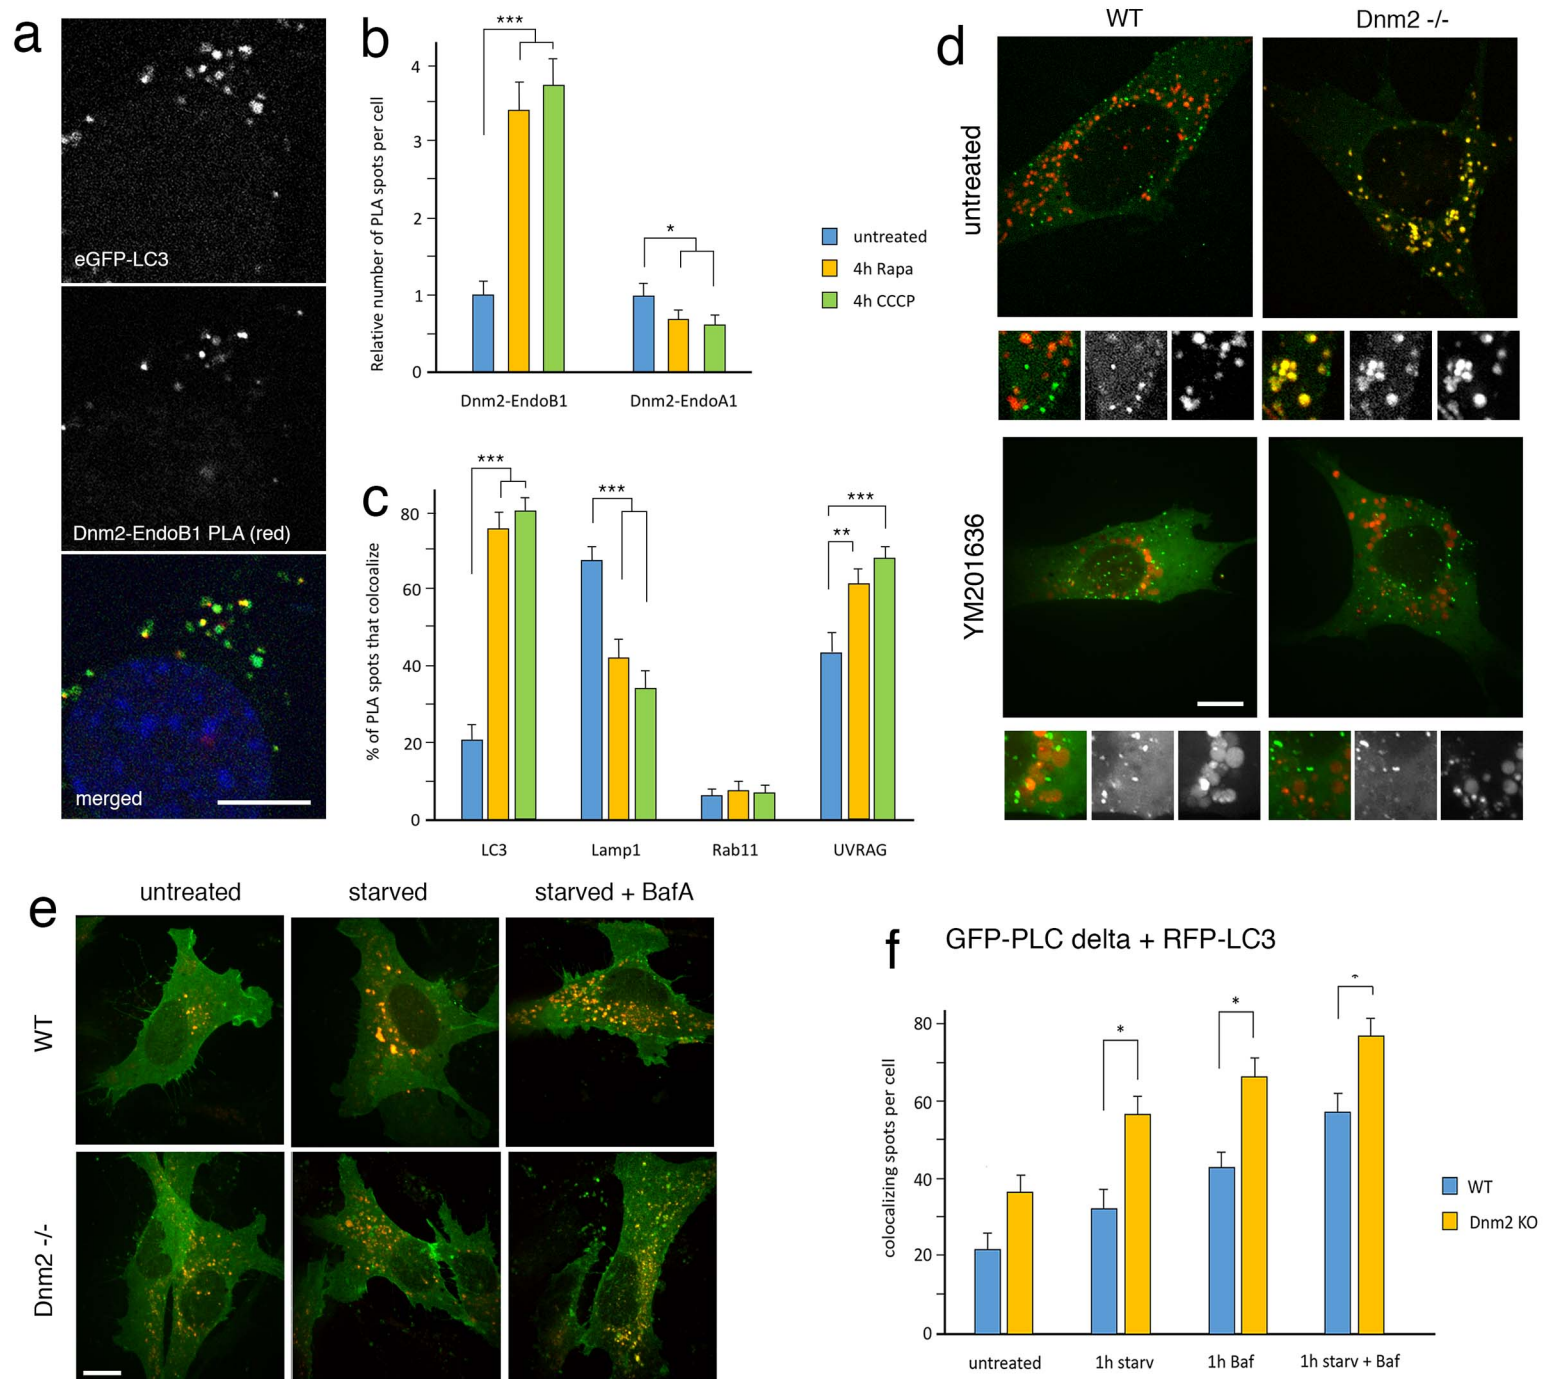 a
eGFP-LC3
Dnm2-EndoB1 PLA (red)
merged
b
Relative number of PLA spots per cell
4
3
2
1
0
***
*
Dnm2-EndoB1
Dnm2-EndoA1
untreated
4h Rapa
4h CCCP
c
% of PLA spots that colcoalize
80
60
40
20
0
***
***
**
***
LC3
Lamp1
Rab11
UVRAG
d
WT
Dnm2 -/-
untreated
YM201636
e
untreated
starved
starved + BafA
WT
Dnm2 -/-
f
GFP-PLC delta + RFP-LC3
colocalizing spots per cell
80
60
40
20
0
*
*
*
untreated
1h starv
1h Baf
1h starv + Baf
WT
Dnm2 KO